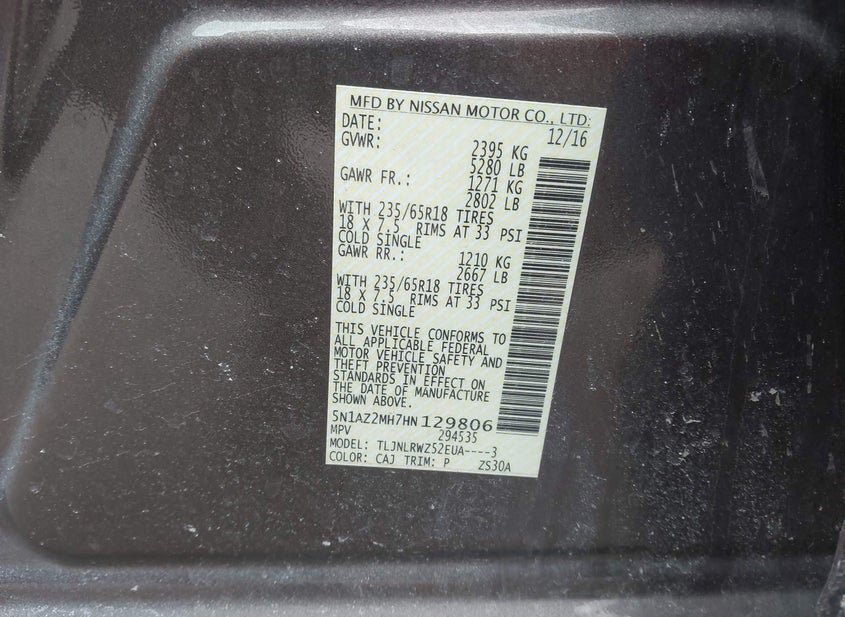 MFD BY NISSAN MOTOR CO., LTD:
DATE: 12/16
GVWR: 2395 KG
5280 LB
GAWR FR.: 1271 KG
2802 LB
WITH 235/65R18 TIRES
18 X 7.5 RIMS AT 33 PSI
COLD SINGLE
GAWR RR.: 1210 KG
2667 LB
WITH 235/65R18 TIRES
18 X 7.5 RIMS AT 33 PSI
COLD SINGLE
THIS VEHICLE CONFORMS TO
ALL APPLICABLE FEDERAL
MOTOR VEHICLE SAFETY AND
THEFT PREVENTION
STANDARDS IN EFFECT ON
THE DATE OF MANUFACTURE
SHOWN ABOVE.
5N1AZ2MH7HN129806
MPV 294535
MODEL: TLJNLRWZ52EUA----3
COLOR: CAJ TRIM: P ZS30A